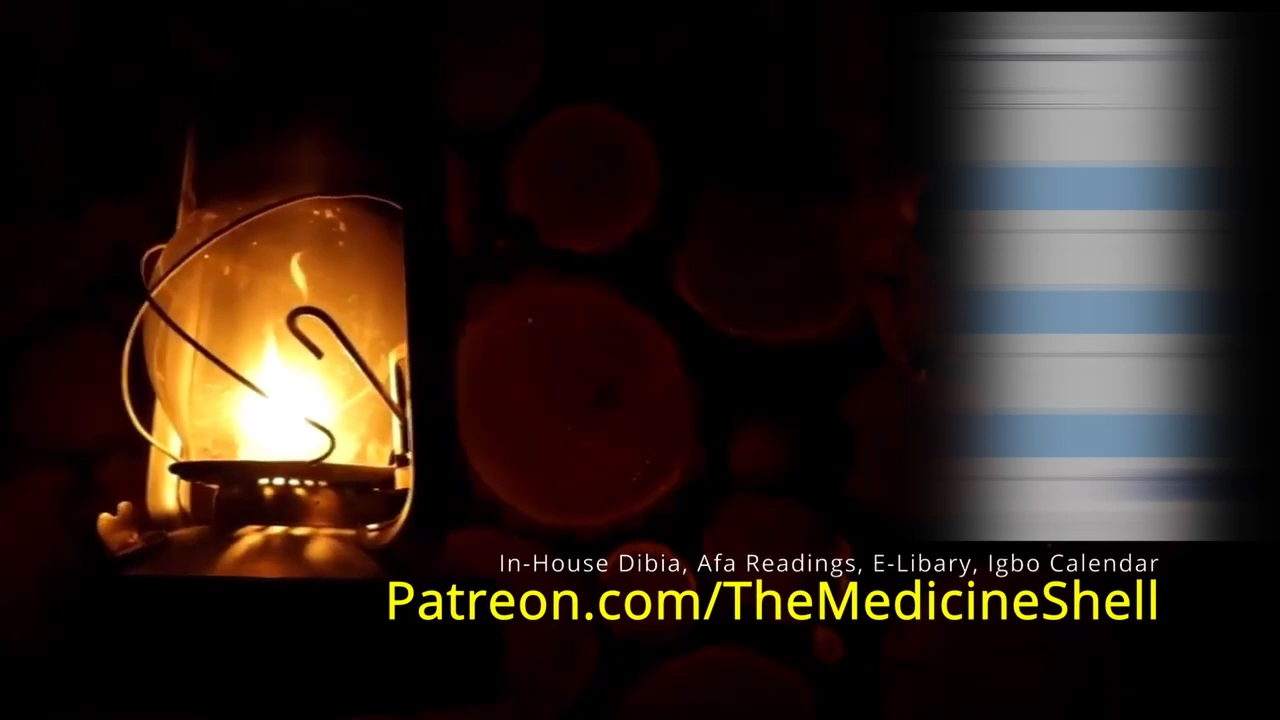 In-House Dibia, Afa Readings, E-Libary, Igbo Calendar
Patreon.com/TheMedicineShell